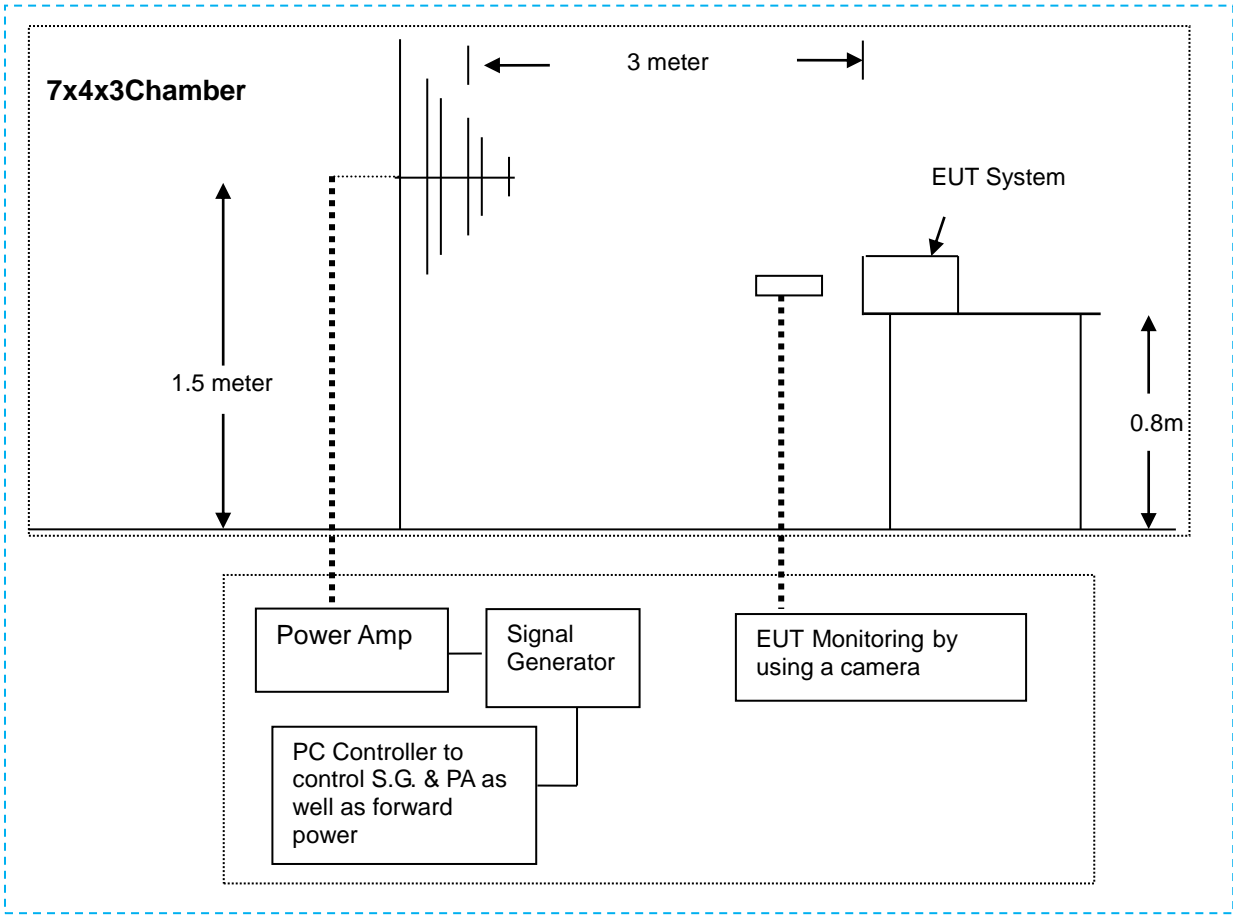 3 meter
7x4x3Chamber
EUT System
1.5 meter
0.8m
Power Amp
Signal
Generator
EUT Monitoring by
using a camera
PC Controller to
control S.G. & PA as
well as forward
power